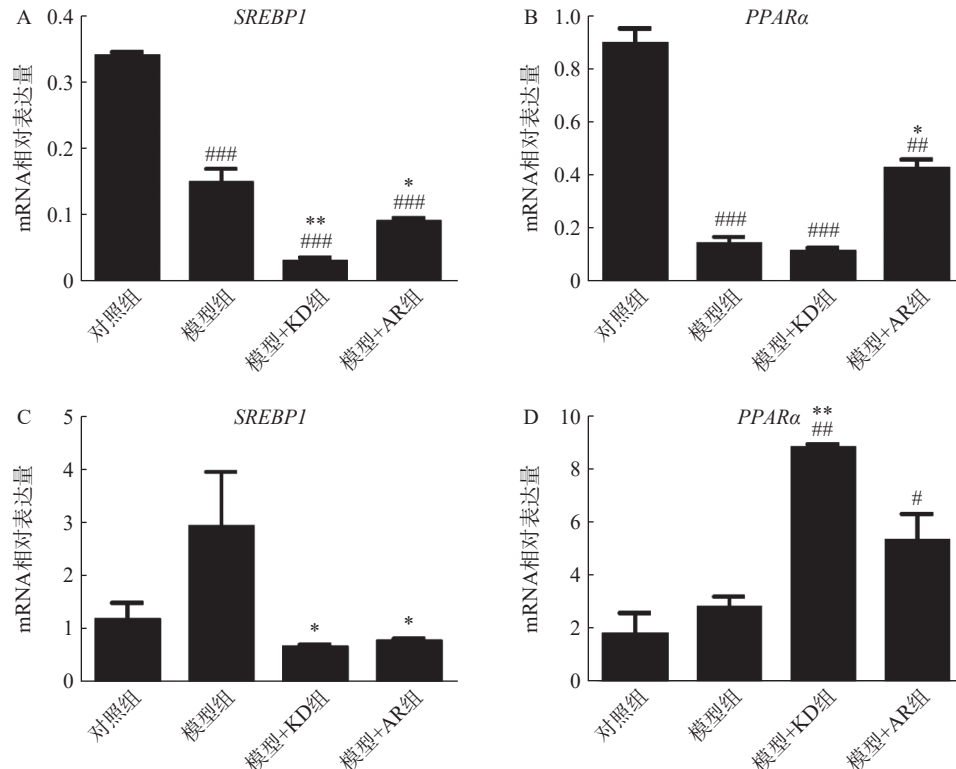 A
SREBP1
mRNA相对表达量
0.4
0.3
0.2
0.1
0
###
**
###
*
###
对照组
模型组
模型+KD组
模型+AR组
B
PPARα
mRNA相对表达量
1.0
0.8
0.6
0.4
0.2
0
###
###
*
##
对照组
模型组
模型+KD组
模型+AR组
C
SREBP1
mRNA相对表达量
5
4
3
2
1
0
*
*
对照组
模型组
模型+KD组
模型+AR组
D
PPARα
mRNA相对表达量
10
8
6
4
2
0
**
##
#
对照组
模型组
模型+KD组
模型+AR组